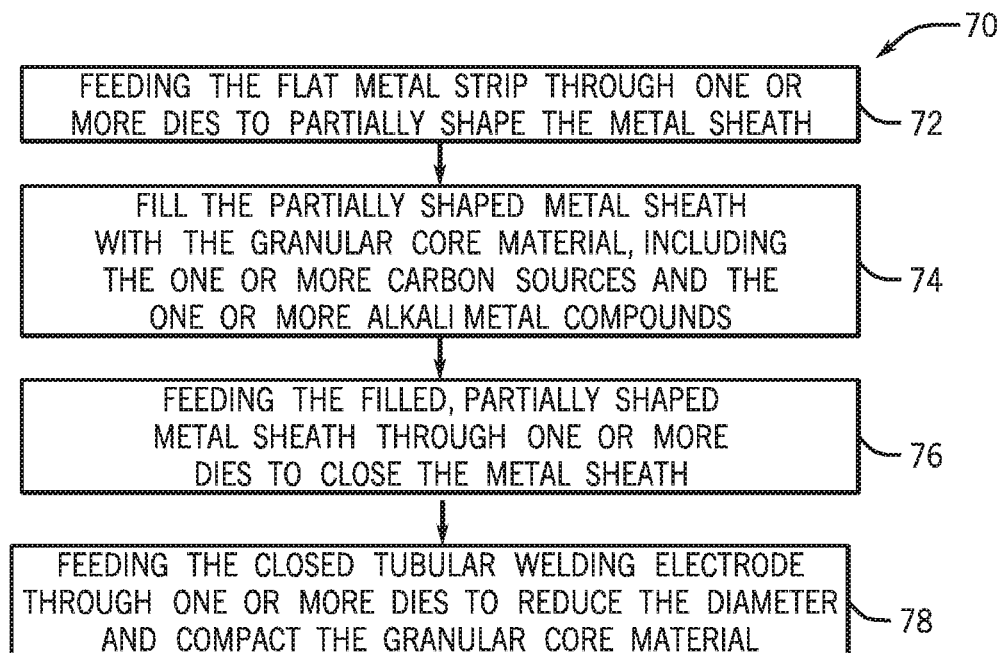 70
FEEDING THE FLAT METAL STRIP THROUGH ONE OR
MORE DIES TO PARTIALLY SHAPE THE METAL SHEATH
72
FILL THE PARTIALLY SHAPED METAL SHEATH
WITH THE GRANULAR CORE MATERIAL, INCLUDING
THE ONE OR MORE CARBON SOURCES AND THE
ONE OR MORE ALKALI METAL COMPOUNDS
74
FEEDING THE FILLED, PARTIALLY SHAPED
METAL SHEATH THROUGH ONE OR MORE
DIES TO CLOSE THE METAL SHEATH
76
FEEDING THE CLOSED TUBULAR WELDING ELECTRODE
THROUGH ONE OR MORE DIES TO REDUCE THE DIAMETER
AND COMPACT THE GRANULAR CORE MATERIAL
78